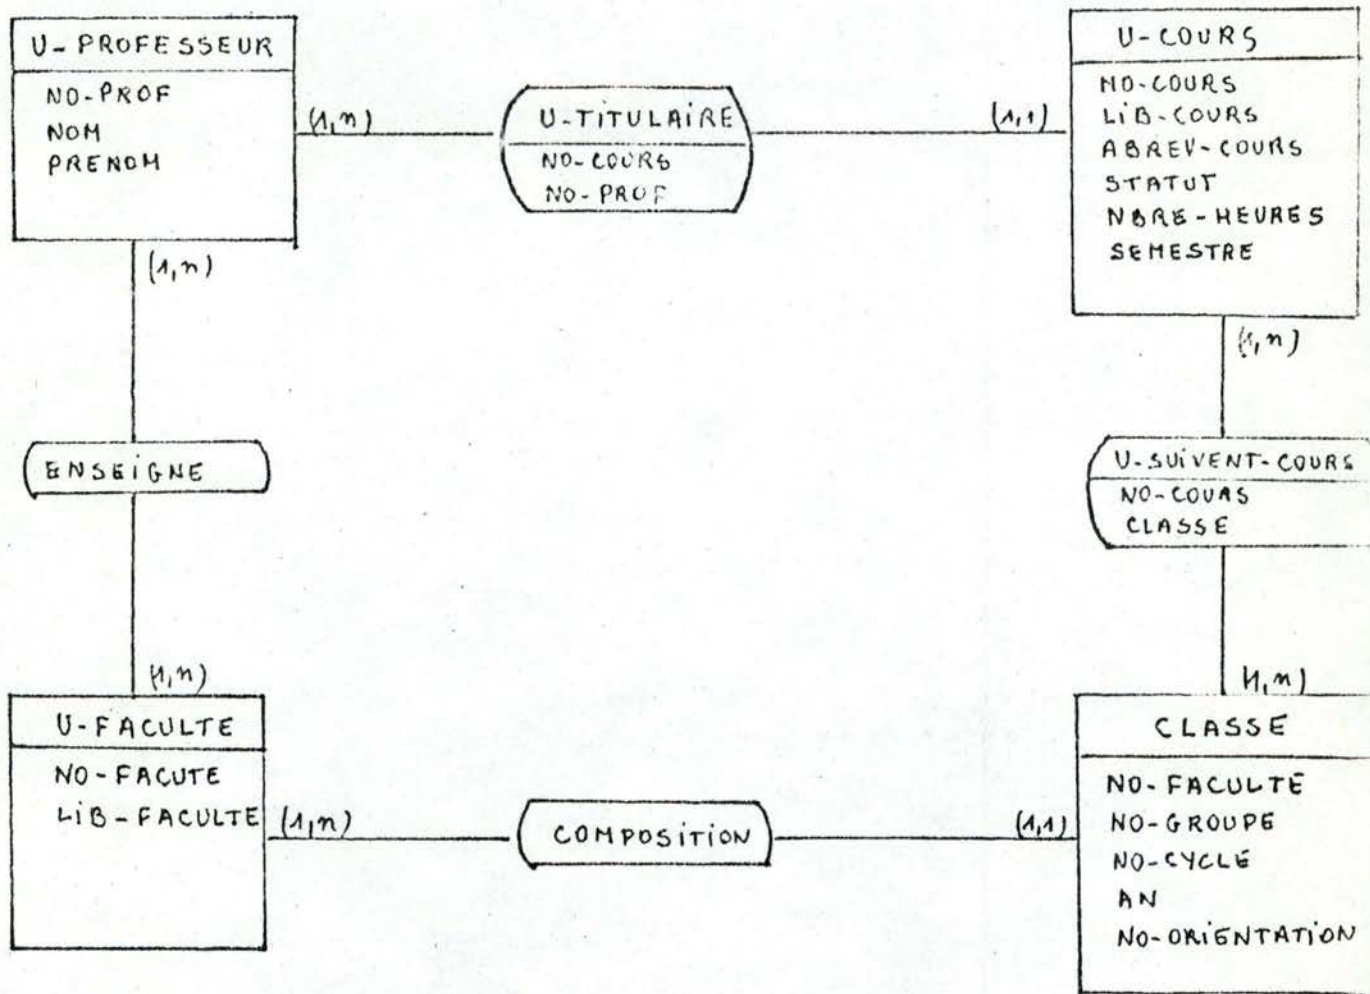 U-PROFESSEUR
NO-PROF
NOM
PRENOM
(1,n)
U-TITULAIRE
NO-COURS
NO-PROF
(1,1)
U-COURS
NO-COURS
LIB-COURS
ABREV-COURS
STATUT
NBRE-HEURES
SEMESTRE
(1,n)
(1,n)
ENSEIGNE
U-SUIVENT-COURS
NO-COURS
CLASSE
(1,n)
(1,n)
U-FACULTE
NO-FACUTE
LIB-FACULTE
(1,n)
COMPOSITION
(1,1)
CLASSE
NO-FACULTE
NO-GROUPE
NO-CYCLE
AN
NO-ORIENTATION